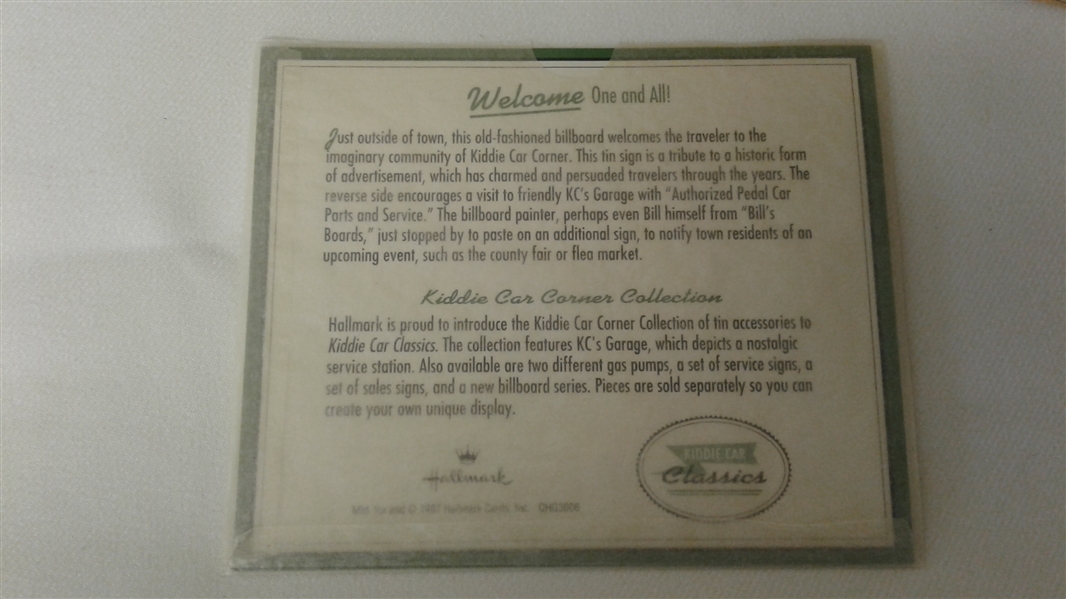 Welcome One and All!
Just outside of town, this old-fashioned billboard welcomes the traveler to the
imaginary community of Kiddie Car Corner. This tin sign is a tribute to a historic form
of advertisement, which has charmed and persuaded travelers through the years. The
reverse side encourages a visit to friendly KC's Garage with "Authorized Pedal Car
Parts and Service." The billboard painter, perhaps even Bill himself from "Bill's
Boards," just stopped by to paste on an additional sign, to notify town residents of an
upcoming event, such as the county fair or flea market.
Kiddie Car Corner Collection
Hallmark is proud to introduce the Kiddie Car Corner Collection of tin accessories to
Kiddie Car Classics. The collection features KC's Garage, which depicts a nostalgic
service station. Also available are two different gas pumps, a set of service signs, a
set of sales signs, and a new billboard series. Pieces are sold separately so you can
create your own unique display.
Hallmark
KIDDIE CAR
Classics
© 1997 Hallmark Cards, Inc.